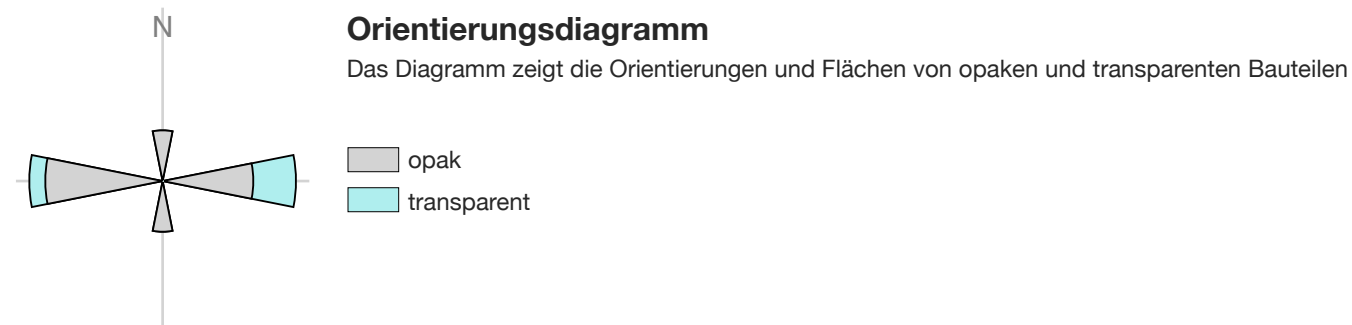 N
Orientierungsdiagramm
Das Diagramm zeigt die Orientierungen und Flächen von opaken und transparenten Bauteilen
opak
transparent